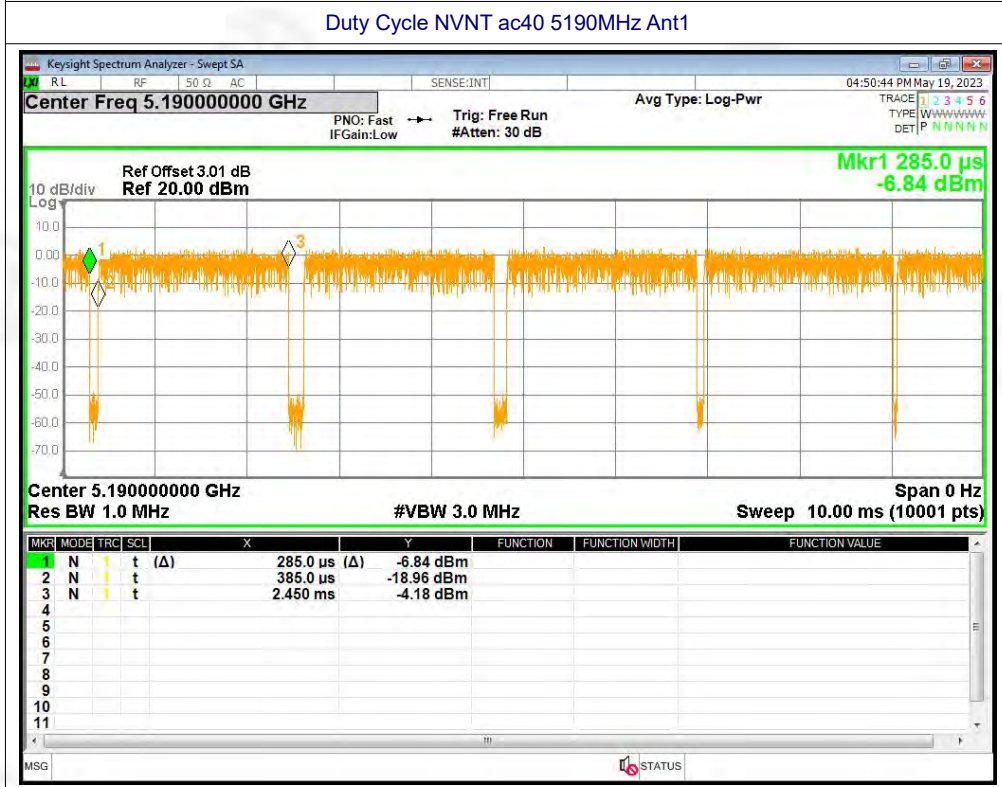 Duty Cycle NVNT ac40 5190MHz Ant1
Keysight Spectrum Analyzer - Swept SA
LXI RL RF 50 Ω AC SENSE:INT 04:50:44 PM May 19, 2023
Center Freq 5.190000000 GHz Avg Type: Log-Pwr TRACE 1 2 3 4 5 6
PNO: Fast Trig: Free Run TYPE WWWWWWW
IFGain:Low #Atten: 30 dB DET P N N N N N
Mkr1 285.0 µs
Ref Offset 3.01 dB
10 dB/div Ref 20.00 dBm -6.84 dBm
Log
10.0
1 3
0.00
2
-10.0
-20.0
-30.0
-40.0
-50.0
-60.0
-70.0
Center 5.190000000 GHz Span 0 Hz
Res BW 1.0 MHz #VBW 3.0 MHz Sweep 10.00 ms (10001 pts)
MKR MODE TRC SCL X Y FUNCTION FUNCTION WIDTH FUNCTION VALUE
1 N 1 t (Δ) 285.0 µs (Δ) -6.84 dBm
2 N 1 t 385.0 µs -18.96 dBm
3 N 1 t 2.450 ms -4.18 dBm
4
5
6
7
8
9
10
11
MSG STATUS